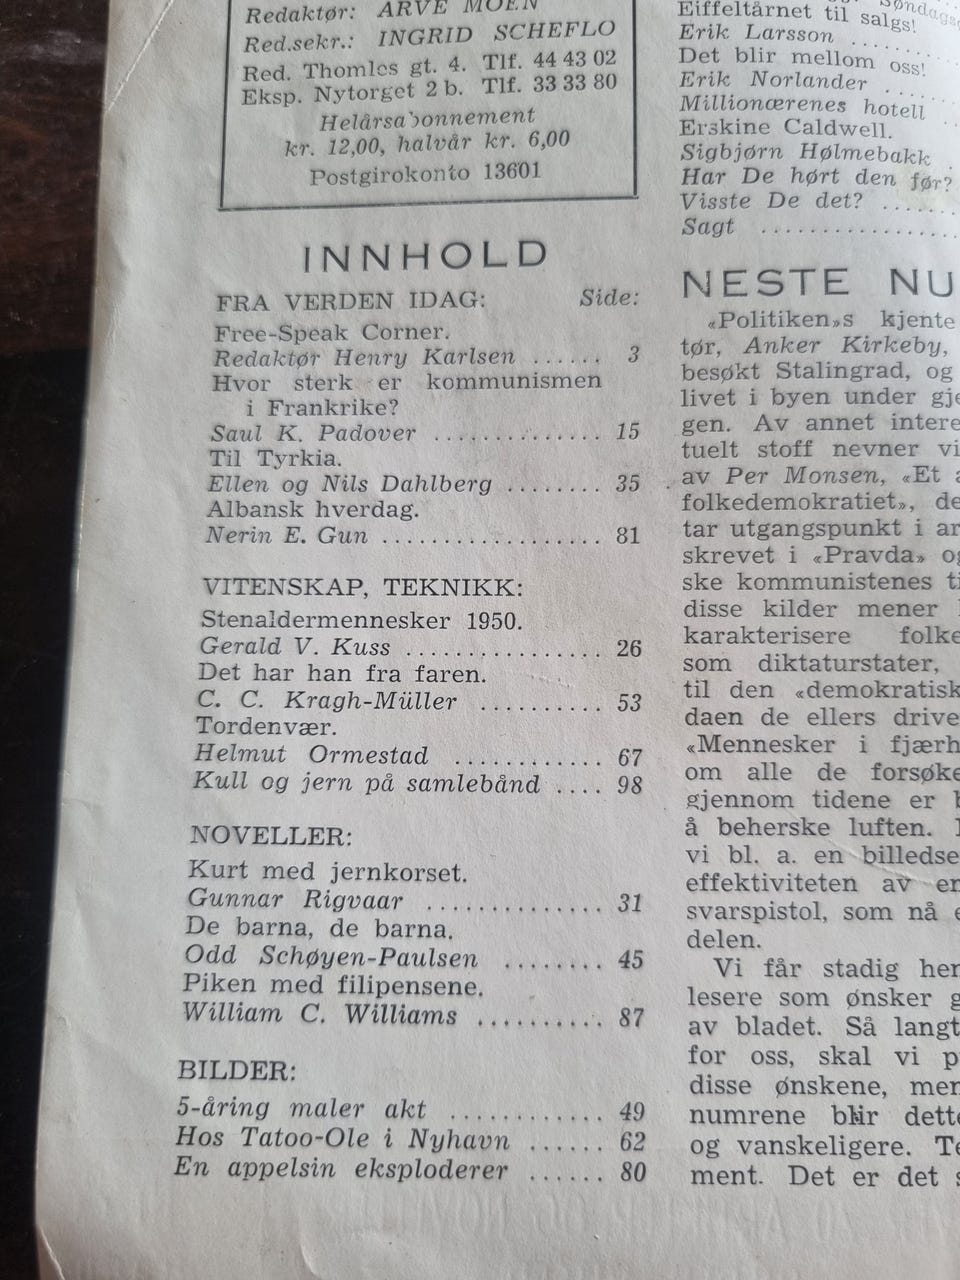 Redaktør: ARVE MOEN
Red.sekr.: INGRID SCHEFLO
Red. Thomles gt. 4. Tlf. 44 43 02
Eksp. Nytorget 2 b. Tlf. 33 33 80
Helårsabonnement
kr. 12,00, halvår kr. 6,00
Postgirokonto 13601
INNHOLD
FRA VERDEN IDAG: Side:
Free-Speak Corner.
Redaktør Henry Karlsen ...... 3
Hvor sterk er kommunismen
i Frankrike?
Saul K. Padover .............. 15
Til Tyrkia.
Ellen og Nils Dahlberg ........ 35
Albansk hverdag.
Nerin E. Gun .................. 81
VITENSKAP, TEKNIKK:
Stenaldermennesker 1950.
Gerald V. Kuss ................ 26
Det har han fra faren.
C. C. Kragh-Müller .......... 53
Tordenvær.
Helmut Ormestad ............ 67
Kull og jern på samlebånd .... 98
NOVELLER:
Kurt med jernkorset.
Gunnar Rigvaar .............. 31
De barna, de barna.
Odd Schøyen-Paulsen ........ 45
Piken med filipensene.
William C. Williams .......... 87
BILDER:
5-åring maler akt ............ 49
Hos Tatoo-Ole i Nyhavn ...... 62
En appelsin eksploderer ...... 80
Eiffeltårnet til salgs!
Erik Larsson ........
Det blir mellom oss!
Erik Norlander ......
Millionærenes hotell ..
Erskine Caldwell.
Sigbjørn Hølmebakk
Har De hørt den før?
Visste De det? .......
Sagt .................
NESTE NU
«Politiken»s kjente
tør, Anker Kirkeby,
besøkt Stalingrad, og
livet i byen under gje
gen. Av annet intere
tuelt stoff nevner vi
av Per Monsen, «Et
folkedemokratiet», de
tar utgangspunkt i ar
skrevet i «Pravda» og
ske kommunistenes ti
disse kilder mener
karakterisere folke
som diktaturstater,
til den «demokratisk
daen de ellers drive
«Mennesker i fjærh
om alle de forsøke
gjennom tidene er b
å beherske luften.
vi bl. a. en billedse
effektiviteten av en
svarspistol, som nå e
delen.
Vi får stadig hen
lesere som ønsker g
av bladet. Så langt
for oss, skal vi p
disse ønskene, men
numrene blir dette
og vanskeligere. Te
ment. Det er det s